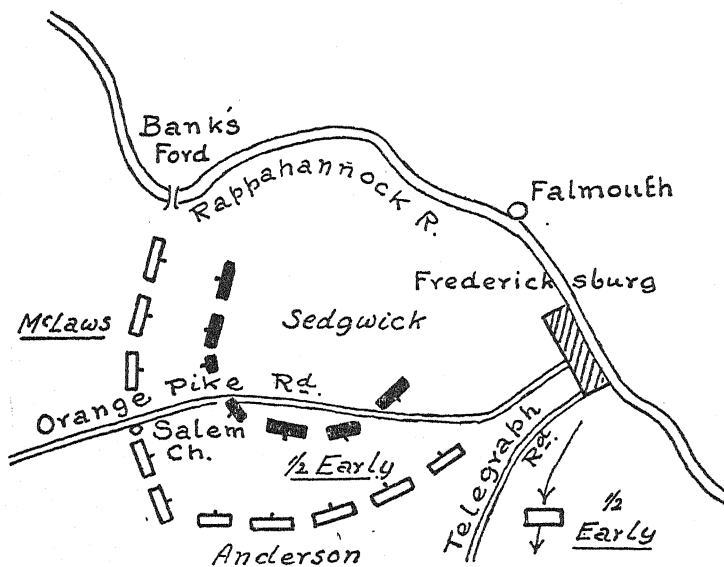 Bank's
Ford
Rappahannock R.
Falmouth
Fredericksburg
McLaws
Sedgwick
Orange Pike Rd.
Salem
Ch.
1/2 Early
Telegraph Rd.
1/2
Early
Anderson